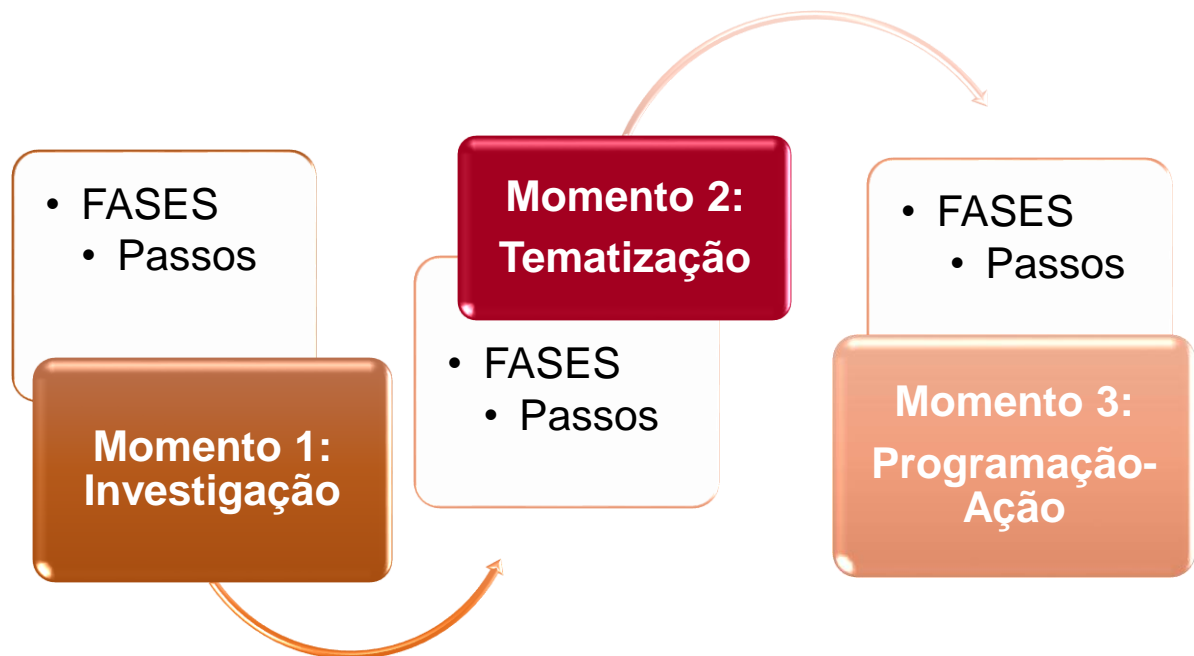 • FASES
• Passos
Momento 1:
Investigação
Momento 2:
Tematização
• FASES
• Passos
• FASES
• Passos
Momento 3:
Programação-
Ação